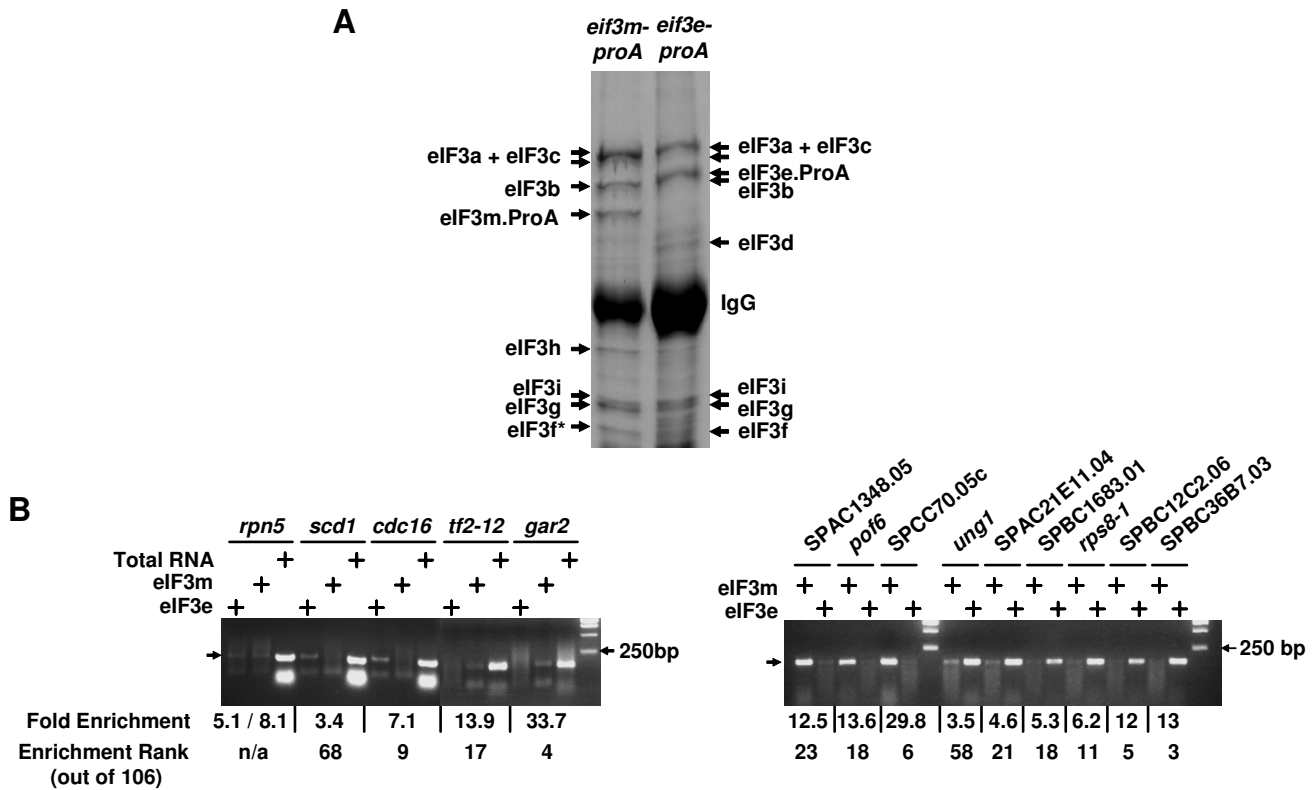 A
eif3m-proA
eif3e-proA
eIF3a + eIF3c
eIF3b
eIF3m.ProA
eIF3h
eIF3i
eIF3g
eIF3f*
eIF3a + eIF3c
eIF3e.ProA
eIF3b
eIF3d
IgG
eIF3i
eIF3g
eIF3f
B
rpn5 scd1 cdc16 tf2-12 gar2
Total RNA + + + + +
eIF3m + + + + +
eIF3e + + + + +
250bp
Fold Enrichment 5.1 / 8.1 3.4 7.1 13.9 33.7
Enrichment Rank n/a 68 9 17 4
(out of 106)
SPAC1348.05 pof6 SPCC70.05c ung1 SPAC21E11.04 SPBC1683.01 rps8-1 SPBC12C2.06 SPBC36B7.03
eIF3m + + + + + + + + +
eIF3e + + + + + + + + +
250 bp
12.5 13.6 29.8 3.5 4.6 5.3 6.2 12 13
23 18 6 58 21 18 11 5 3